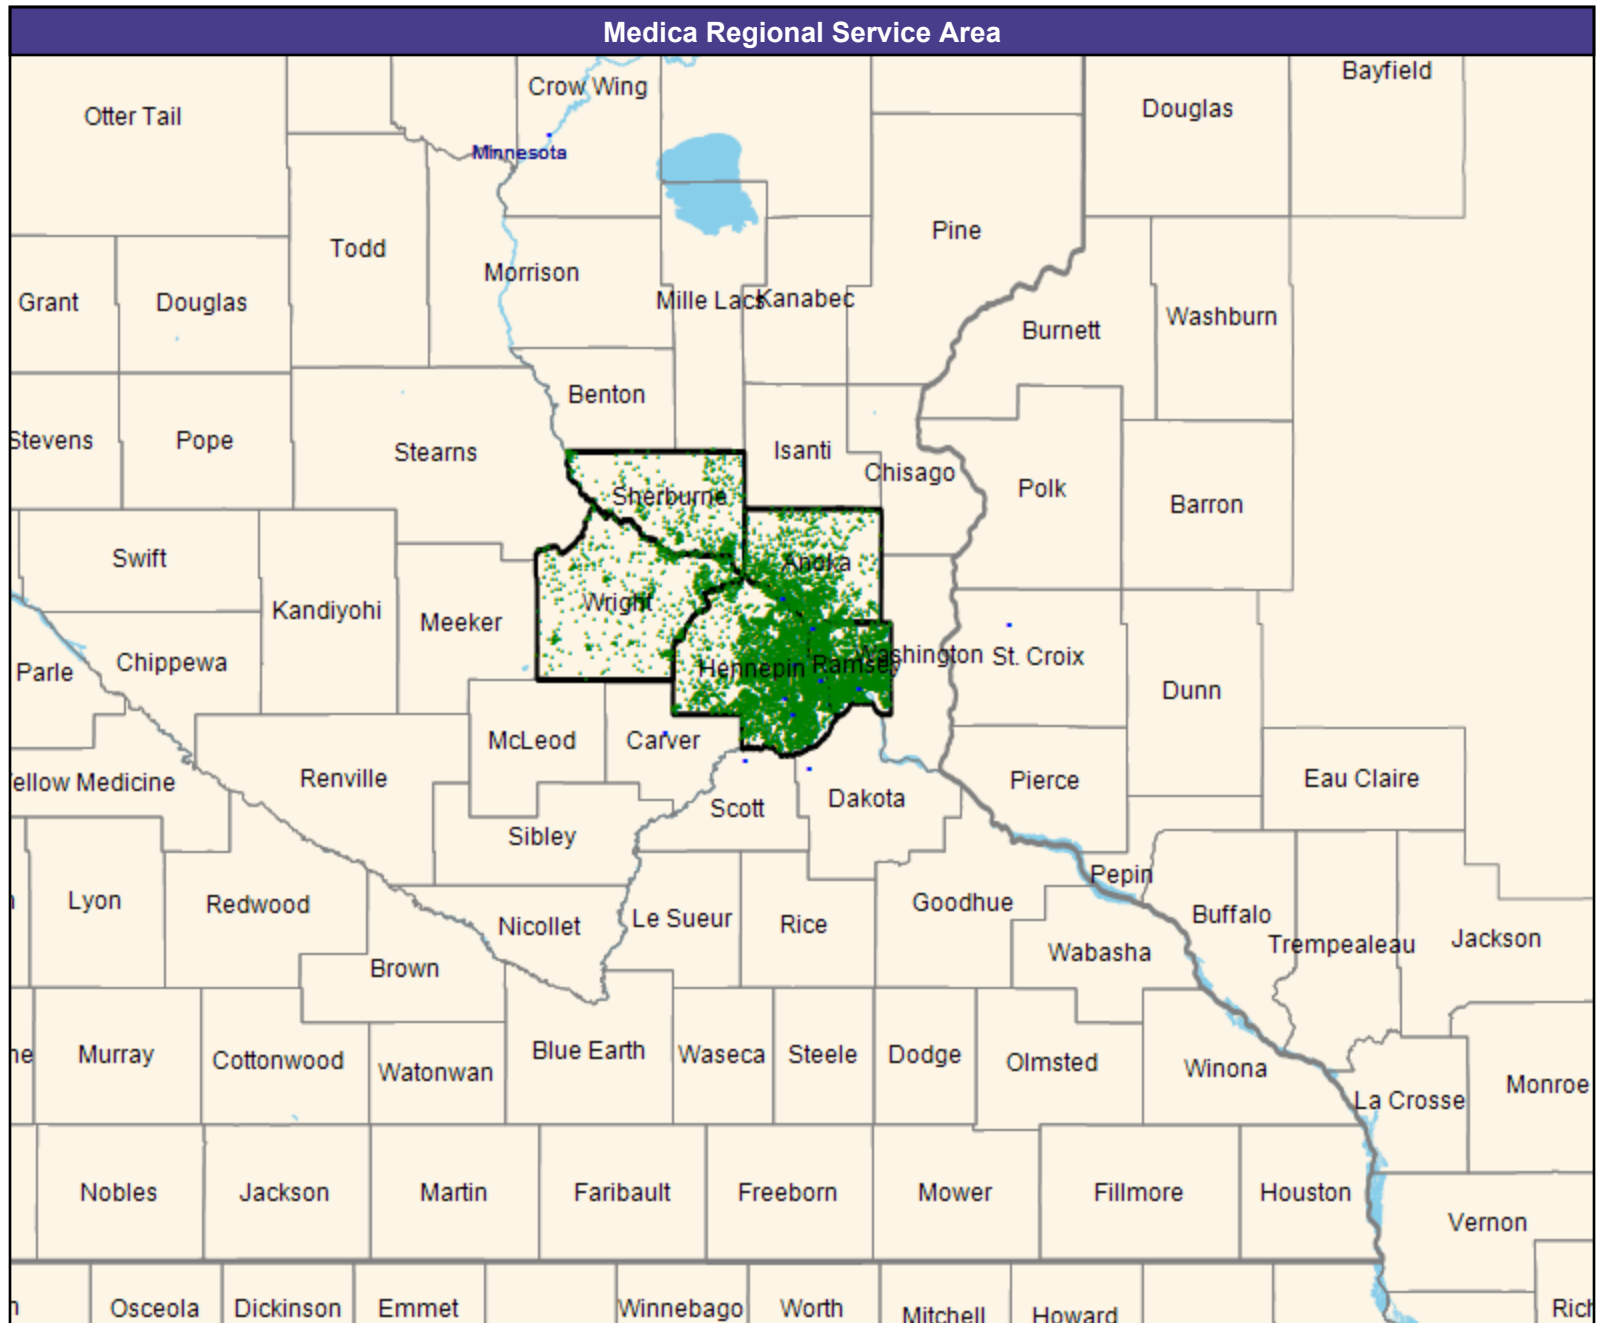 Medica Regional Service Area
Bayfield
Crow Wing
Douglas
Otter Tail
Minnesota
Pine
Todd
Morrison
Grant
Douglas
Mille Lacs
Kanabec
Washburn
Burnett
Benton
Stevens
Pope
Stearns
Isanti
Chisago
Polk
Barron
Sherburne
Swift
Anoka
Kandiyohi
Wright
Meeker
Parle
Chippewa
Hennepin
Ramsey
Washington
St. Croix
Dunn
McLeod
Carver
Renville
ellow Medicine
Pierce
Eau Claire
Scott
Dakota
Sibley
Pepin
Lyon
Redwood
Goodhue
Buffalo
Nicollet
Le Sueur
Rice
Trempealeau
Jackson
Wabasha
Brown
ne
Murray
Cottonwood
Watonwan
Blue Earth
Waseca
Steele
Dodge
Olmsted
Winona
Monroe
La Crosse
Nobles
Jackson
Martin
Faribault
Freeborn
Mower
Fillmore
Houston
Vernon
n
Osceola
Dickinson
Emmet
Winnebago
Worth
Mitchell
Howard
Rich